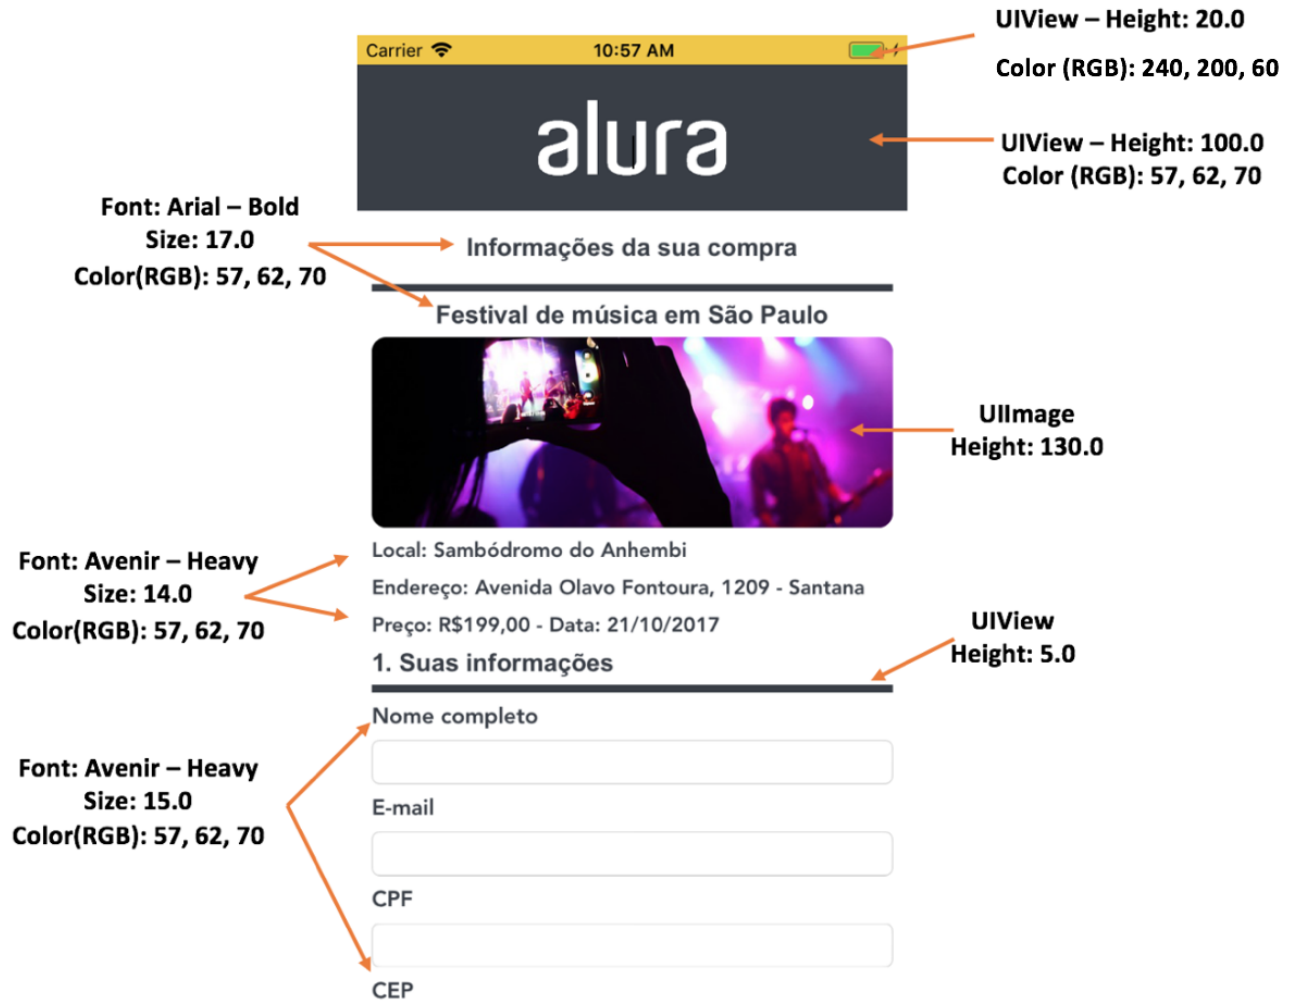 UIView – Height: 20.0
Color (RGB): 240, 200, 60
Carrier
10:57 AM
alura
UIView – Height: 100.0
Color (RGB): 57, 62, 70
Font: Arial – Bold
Size: 17.0
Color(RGB): 57, 62, 70
Informações da sua compra
Festival de música em São Paulo
UIImage
Height: 130.0
Font: Avenir – Heavy
Size: 14.0
Color(RGB): 57, 62, 70
Local: Sambódromo do Anhembi
Endereço: Avenida Olavo Fontoura, 1209 - Santana
Preço: R$199,00 - Data: 21/10/2017
1. Suas informações
UIView
Height: 5.0
Font: Avenir – Heavy
Size: 15.0
Color(RGB): 57, 62, 70
Nome completo
E-mail
CPF
CEP